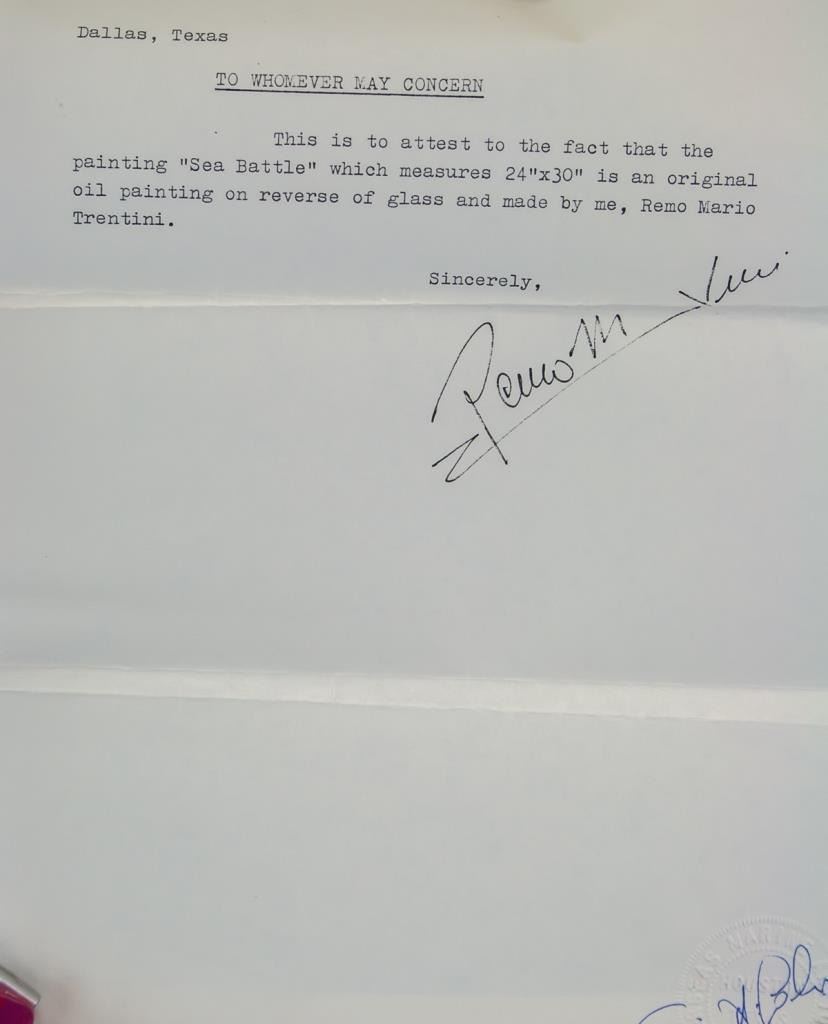 Dallas, Texas
TO WHOMEVER MAY CONCERN
This is to attest to the fact that the
painting "Sea Battle" which measures 24"x30" is an original
oil painting on reverse of glass and made by me, Remo Mario
Trentini.
Sincerely,
Remo M